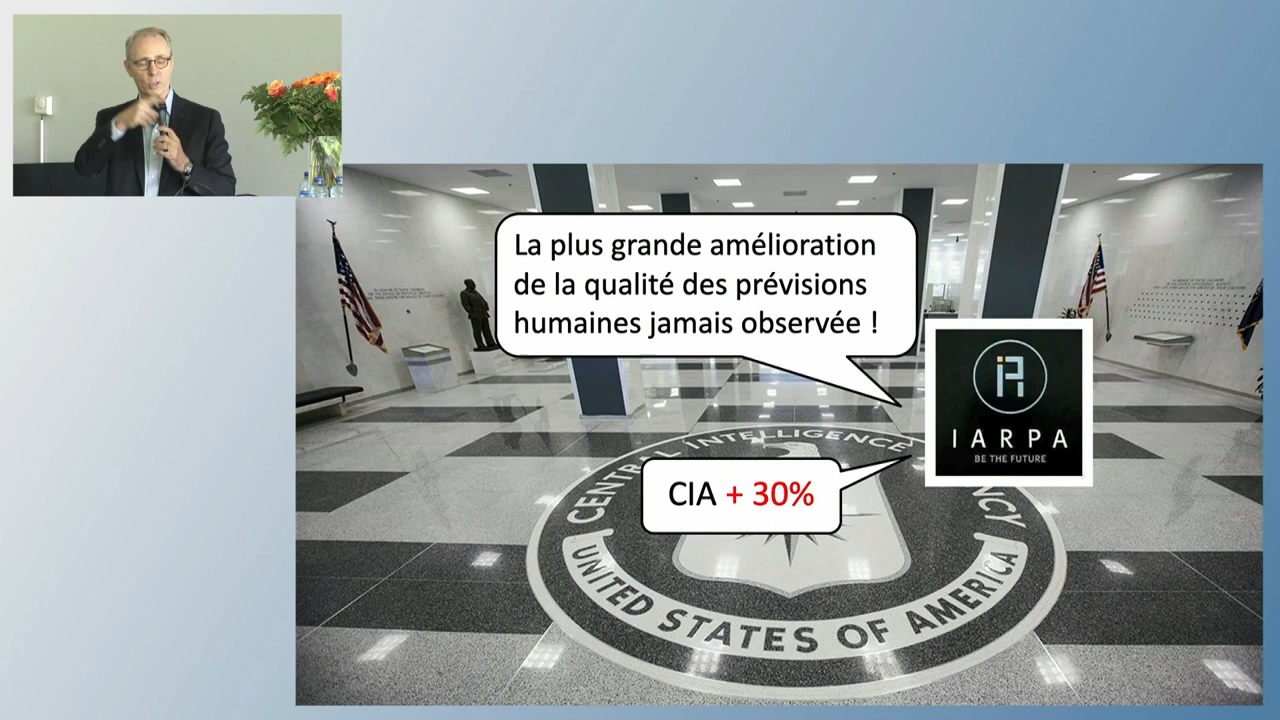 La plus grande amélioration
de la qualité des prévisions
humaines jamais observée !
IARPA
BE THE FUTURE
CIA + 30%
CENTRAL INTELLIGENCE
NCY
UNITED STATES OF AMERICA